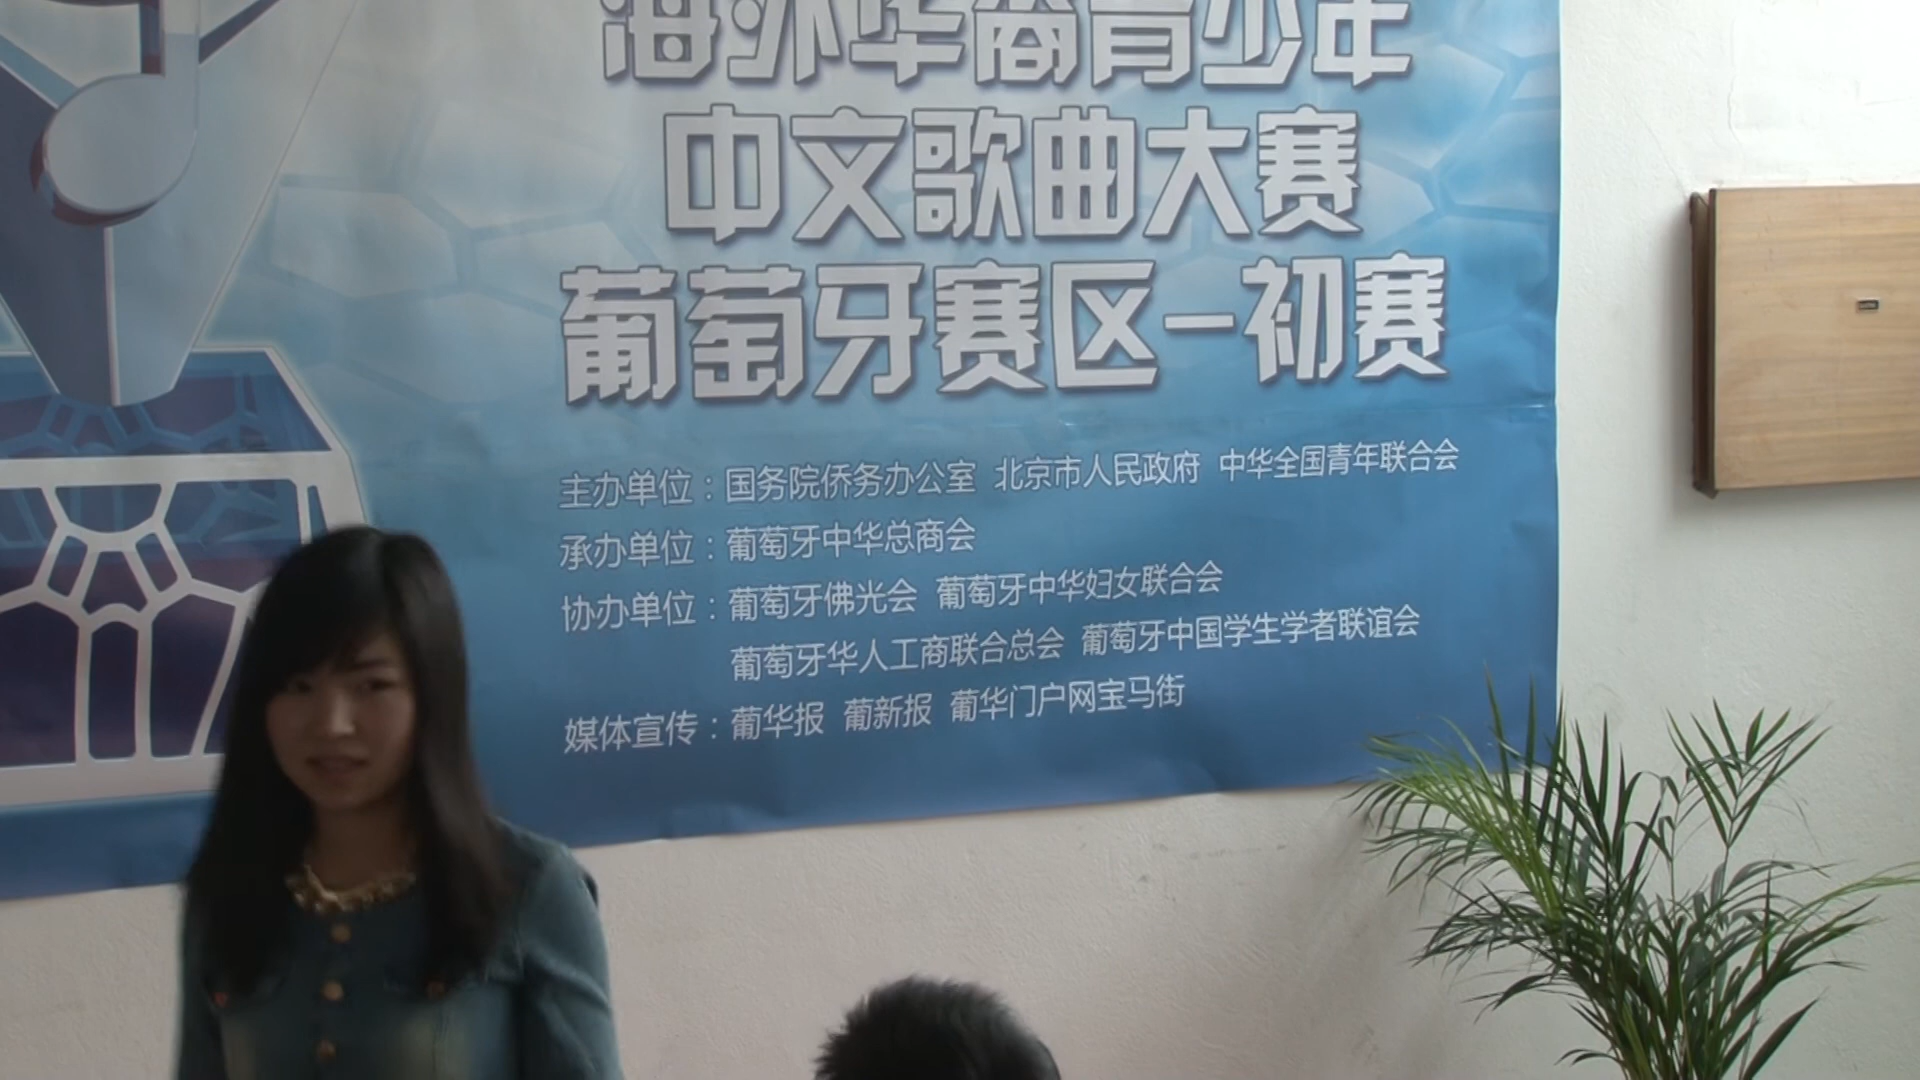 海外华裔青少年
中文歌曲大赛
葡萄牙赛区-初赛
主办单位：国务院侨务办公室 北京市人民政府 中华全国青年联合会
承办单位：葡萄牙中华总商会
协办单位：葡萄牙佛光会 葡萄牙中华妇女联合会
葡萄牙华人工商联合总会 葡萄牙中国学生学者联谊会
媒体宣传：葡华报 葡新报 葡华门户网宝马街